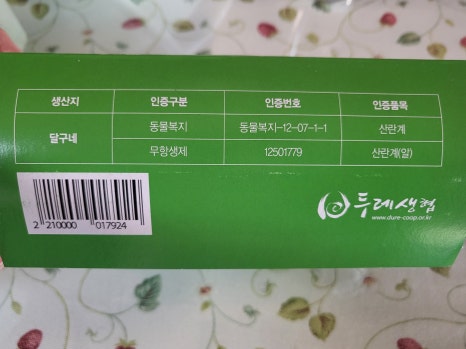 생산지 인증구분 인증번호 인증품목
달구네 동물복지 동물복지-12-07-1-1 산란계
무항생제 12501779 산란계(알)
2 210000 017924
두레생협
www.dure-coop.or.kr